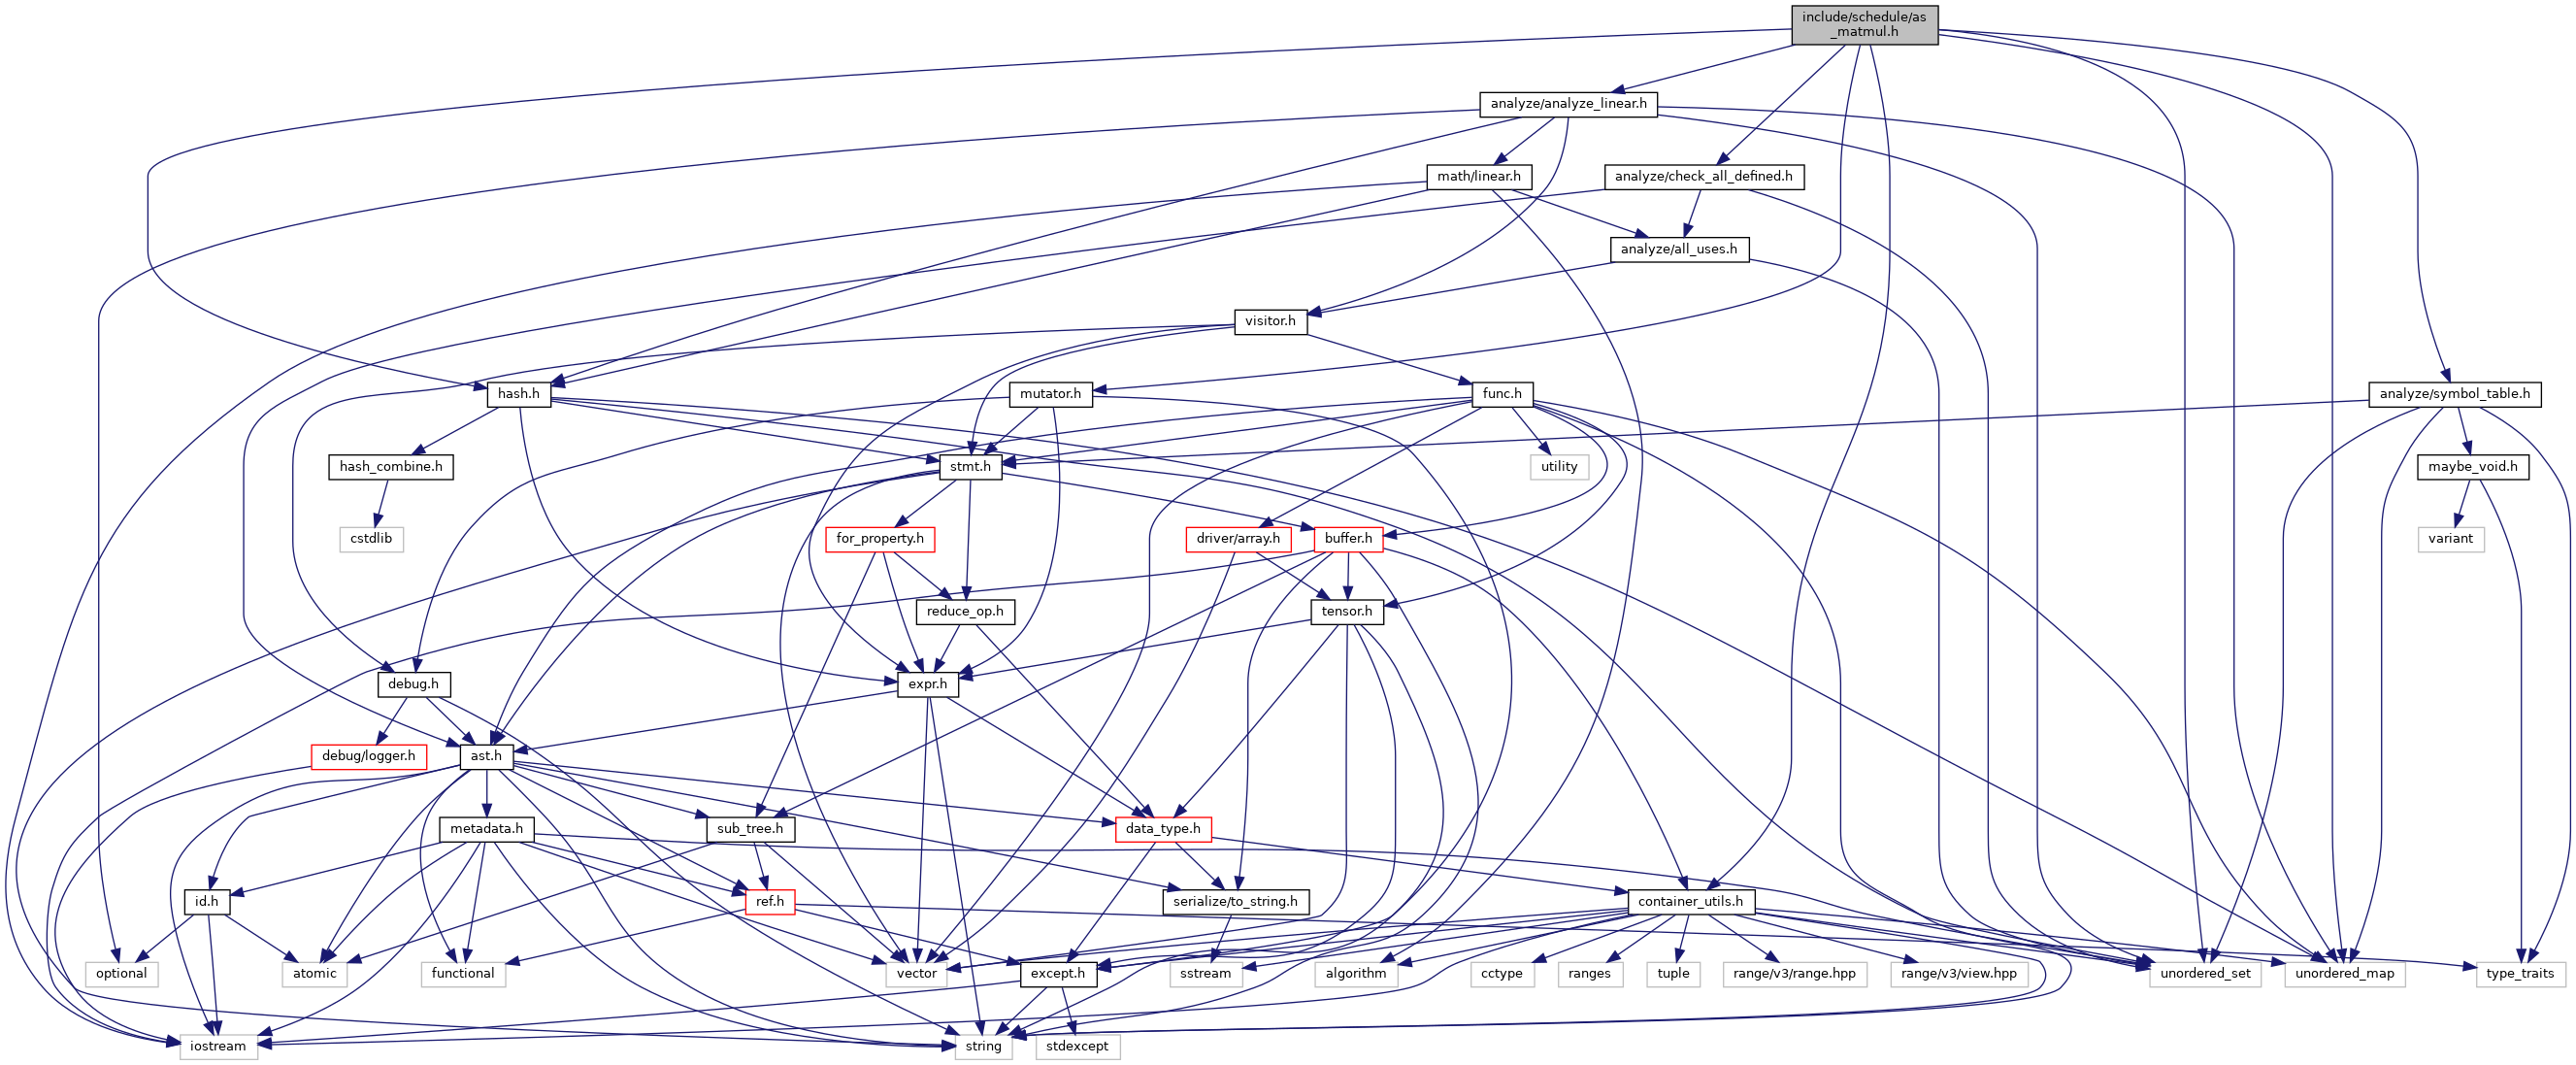 include/schedule/as
_matmul.h
analyze/analyze_linear.h
math/linear.h
analyze/check_all_defined.h
analyze/all_uses.h
visitor.h
hash.h
mutator.h
func.h
analyze/symbol_table.h
hash_combine.h
stmt.h
utility
maybe_void.h
cstdlib
for_property.h
driver/array.h
buffer.h
variant
reduce_op.h
tensor.h
debug.h
expr.h
debug/logger.h
ast.h
metadata.h
sub_tree.h
data_type.h
id.h
ref.h
serialize/to_string.h
container_utils.h
optional
atomic
functional
vector
except.h
sstream
algorithm
cctype
ranges
tuple
range/v3/range.hpp
range/v3/view.hpp
unordered_set
unordered_map
type_traits
iostream
string
stdexcept